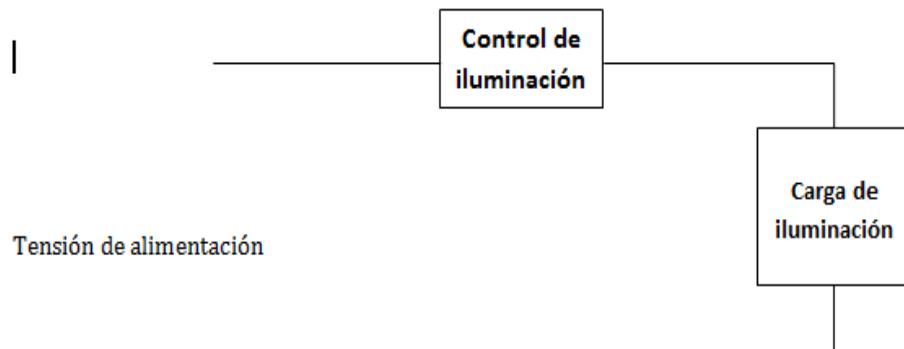 Control de
iluminación
Carga de
iluminación
Tensión de alimentación